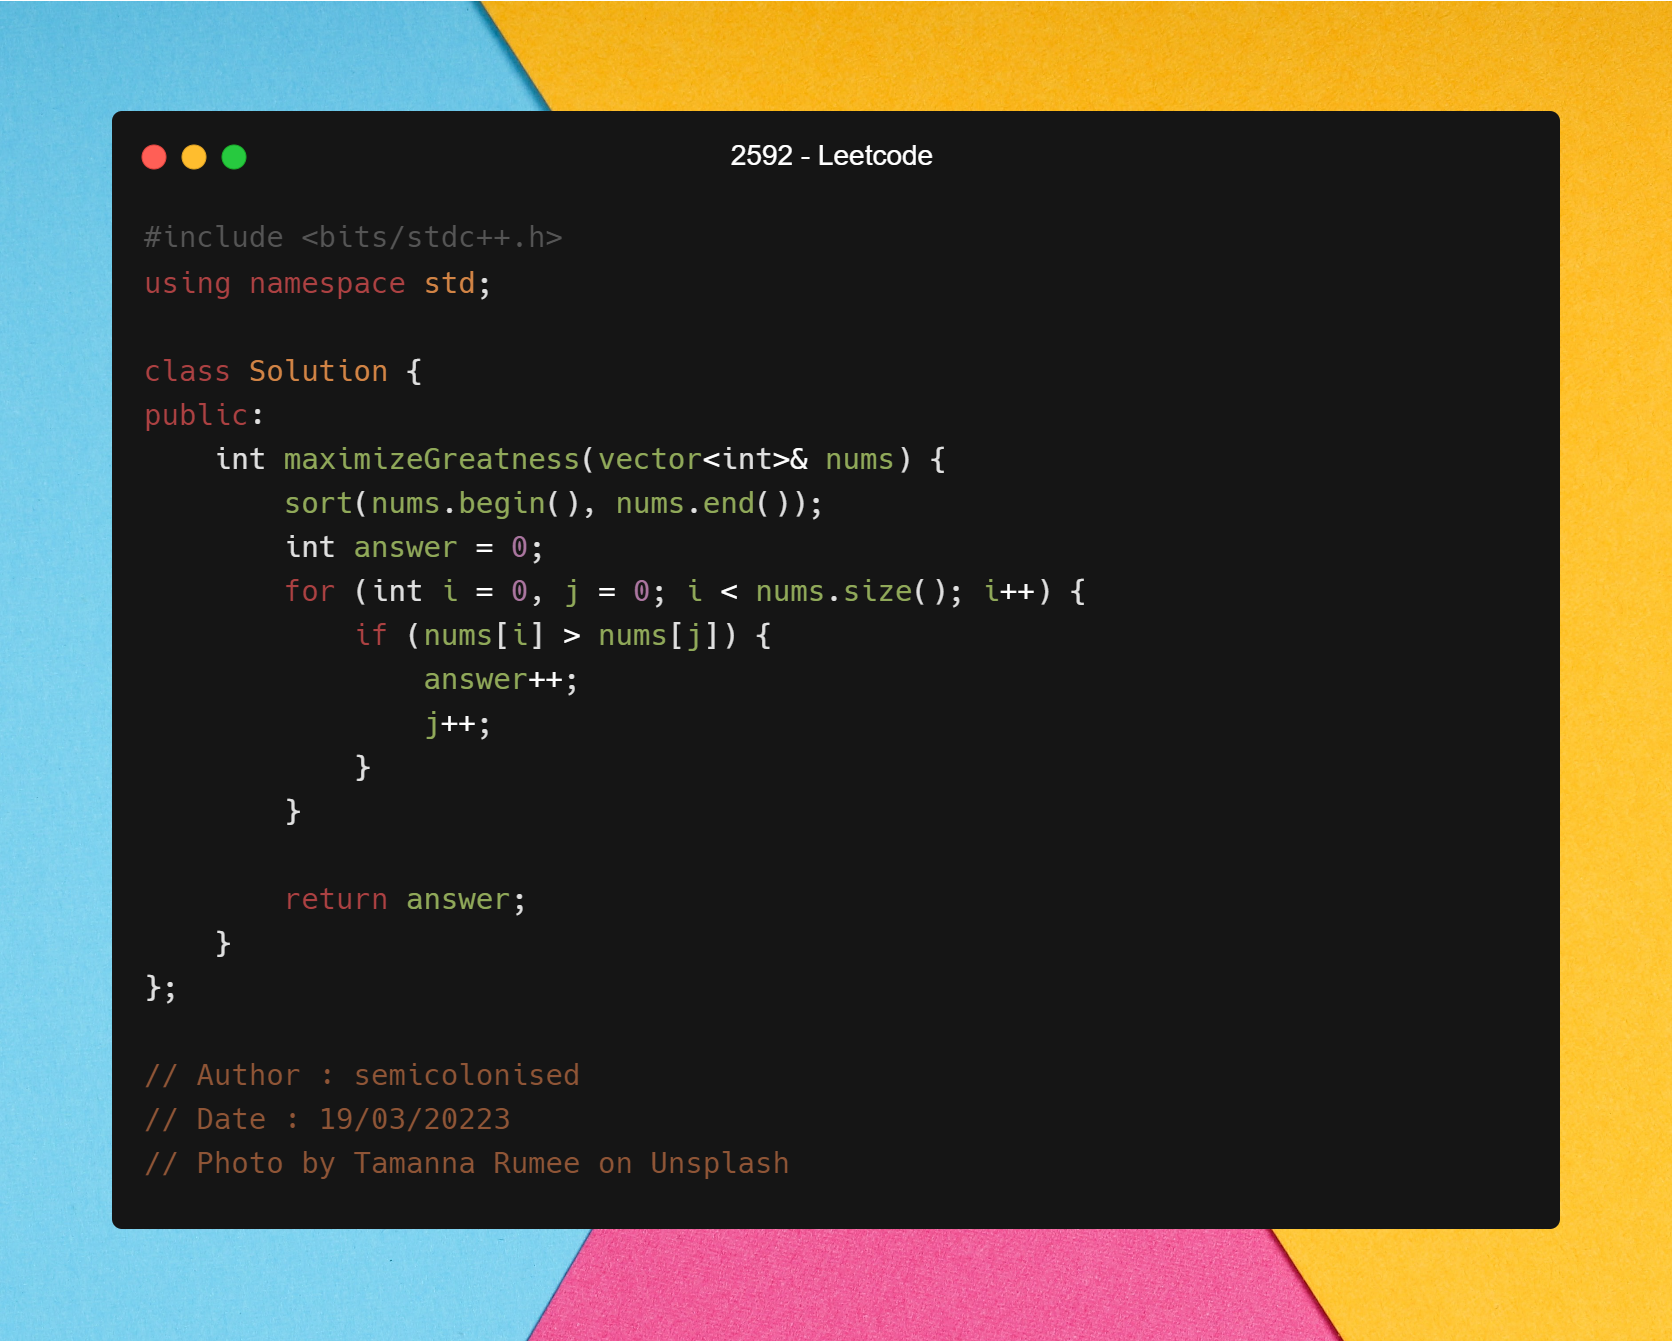 2592 - Leetcode
#include <bits/stdc++.h>
using namespace std;
class Solution {
public:
    int maximizeGreatness(vector<int>& nums) {
        sort(nums.begin(), nums.end());
        int answer = 0;
        for (int i = 0, j = 0; i < nums.size(); i++) {
            if (nums[i] > nums[j]) {
                answer++;
                j++;
            }
        }
        return answer;
    }
};
// Author : semicolonised
// Date : 19/03/20223
// Photo by Tamanna Rumee on Unsplash